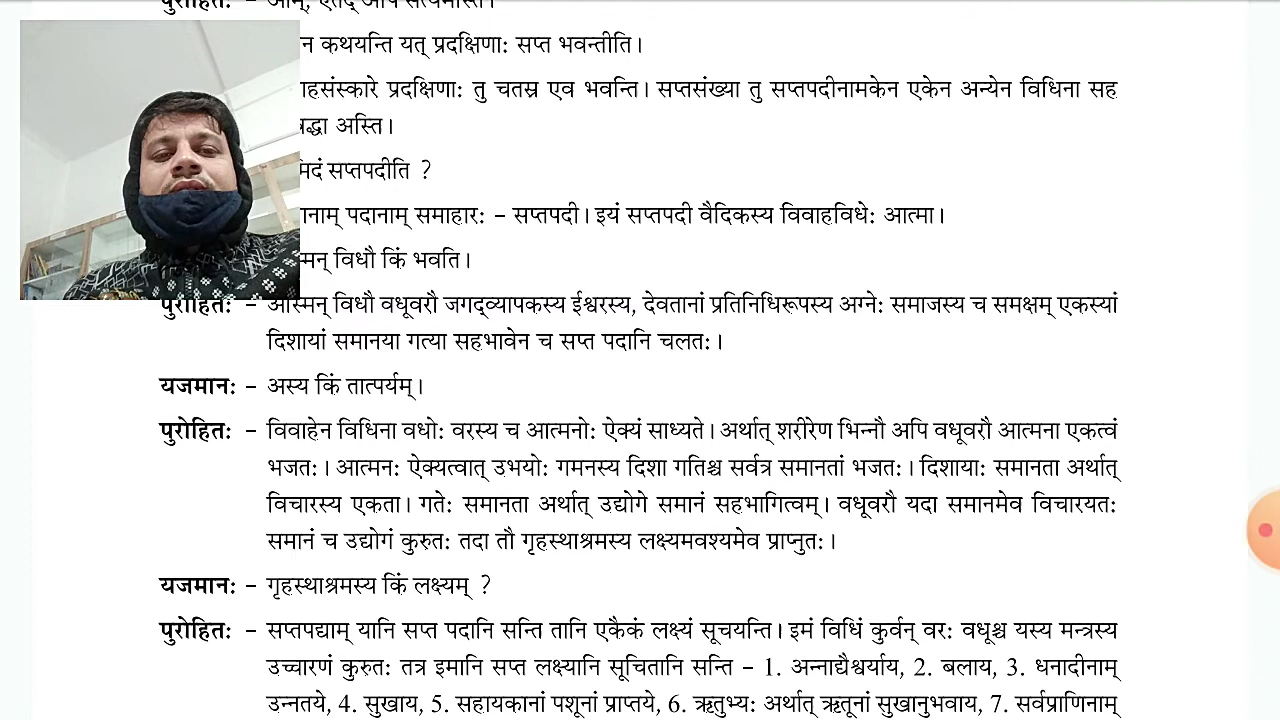 पुरोहितः –
न कथयन्ति यत् प्रदक्षिणाः सप्त भवन्तीति।
प्रदक्षिणाः तु चतस्र एव भवन्ति। सप्तसंख्या तु सप्तपदीनामकेन एकेन अन्येन विधिना सह
अस्ति।
सप्तपदीति ?
पदानाम् समाहारः – सप्तपदी। इयं सप्तपदी वैदिकस्य विवाहविधेः आत्मा।
विधौ किं भवति।
पुरोहितः – अस्मिन् विधौ वधूवरौ जगद्व्यापकस्य ईश्वरस्य, देवतानां प्रतिनिधिरूपस्य अग्नेः समाजस्य च समक्षम् एकस्यां
दिशायां समानया गत्या सहभावेन च सप्त पदानि चलतः।
यजमानः – अस्य किं तात्पर्यम्।
पुरोहितः – विवाहेन विधिना वधोः वरस्य च आत्मनोः ऐक्यं साध्यते। अर्थात् शरीरेण भिन्नौ अपि वधूवरौ आत्मना एकत्वं
भजतः। आत्मनः ऐक्यत्वात् उभयोः गमनस्य दिशा गतिश्च सर्वत्र समानतां भजतः। दिशायाः समानता अर्थात्
विचारस्य एकता। गतेः समानता अर्थात् उद्योगे समानं सहभागित्वम्। वधूवरौ यदा समानमेव विचारयतः
समानं च उद्योगं कुरुतः तदा तौ गृहस्थाश्रमस्य लक्ष्यमवश्यमेव प्राप्नुतः।
यजमानः – गृहस्थाश्रमस्य किं लक्ष्यम् ?
पुरोहितः – सप्तपद्याम् यानि सप्त पदानि सन्ति तानि एकैकं लक्ष्यं सूचयन्ति। इमं विधिं कुर्वन् वरः वधूश्च यस्य मन्त्रस्य
उच्चारणं कुरुतः तत्र इमानि सप्त लक्ष्यानि सूचितानि सन्ति – 1. अन्नाद्यैश्वर्याय, 2. बलाय, 3. धनादीनाम्
उन्नतये, 4. सुखाय, 5. सहायकानां पशूनां प्राप्तये, 6. ऋतुभ्यः अर्थात् ऋतूनां सुखानुभवाय, 7. सर्वप्राणिनाम्